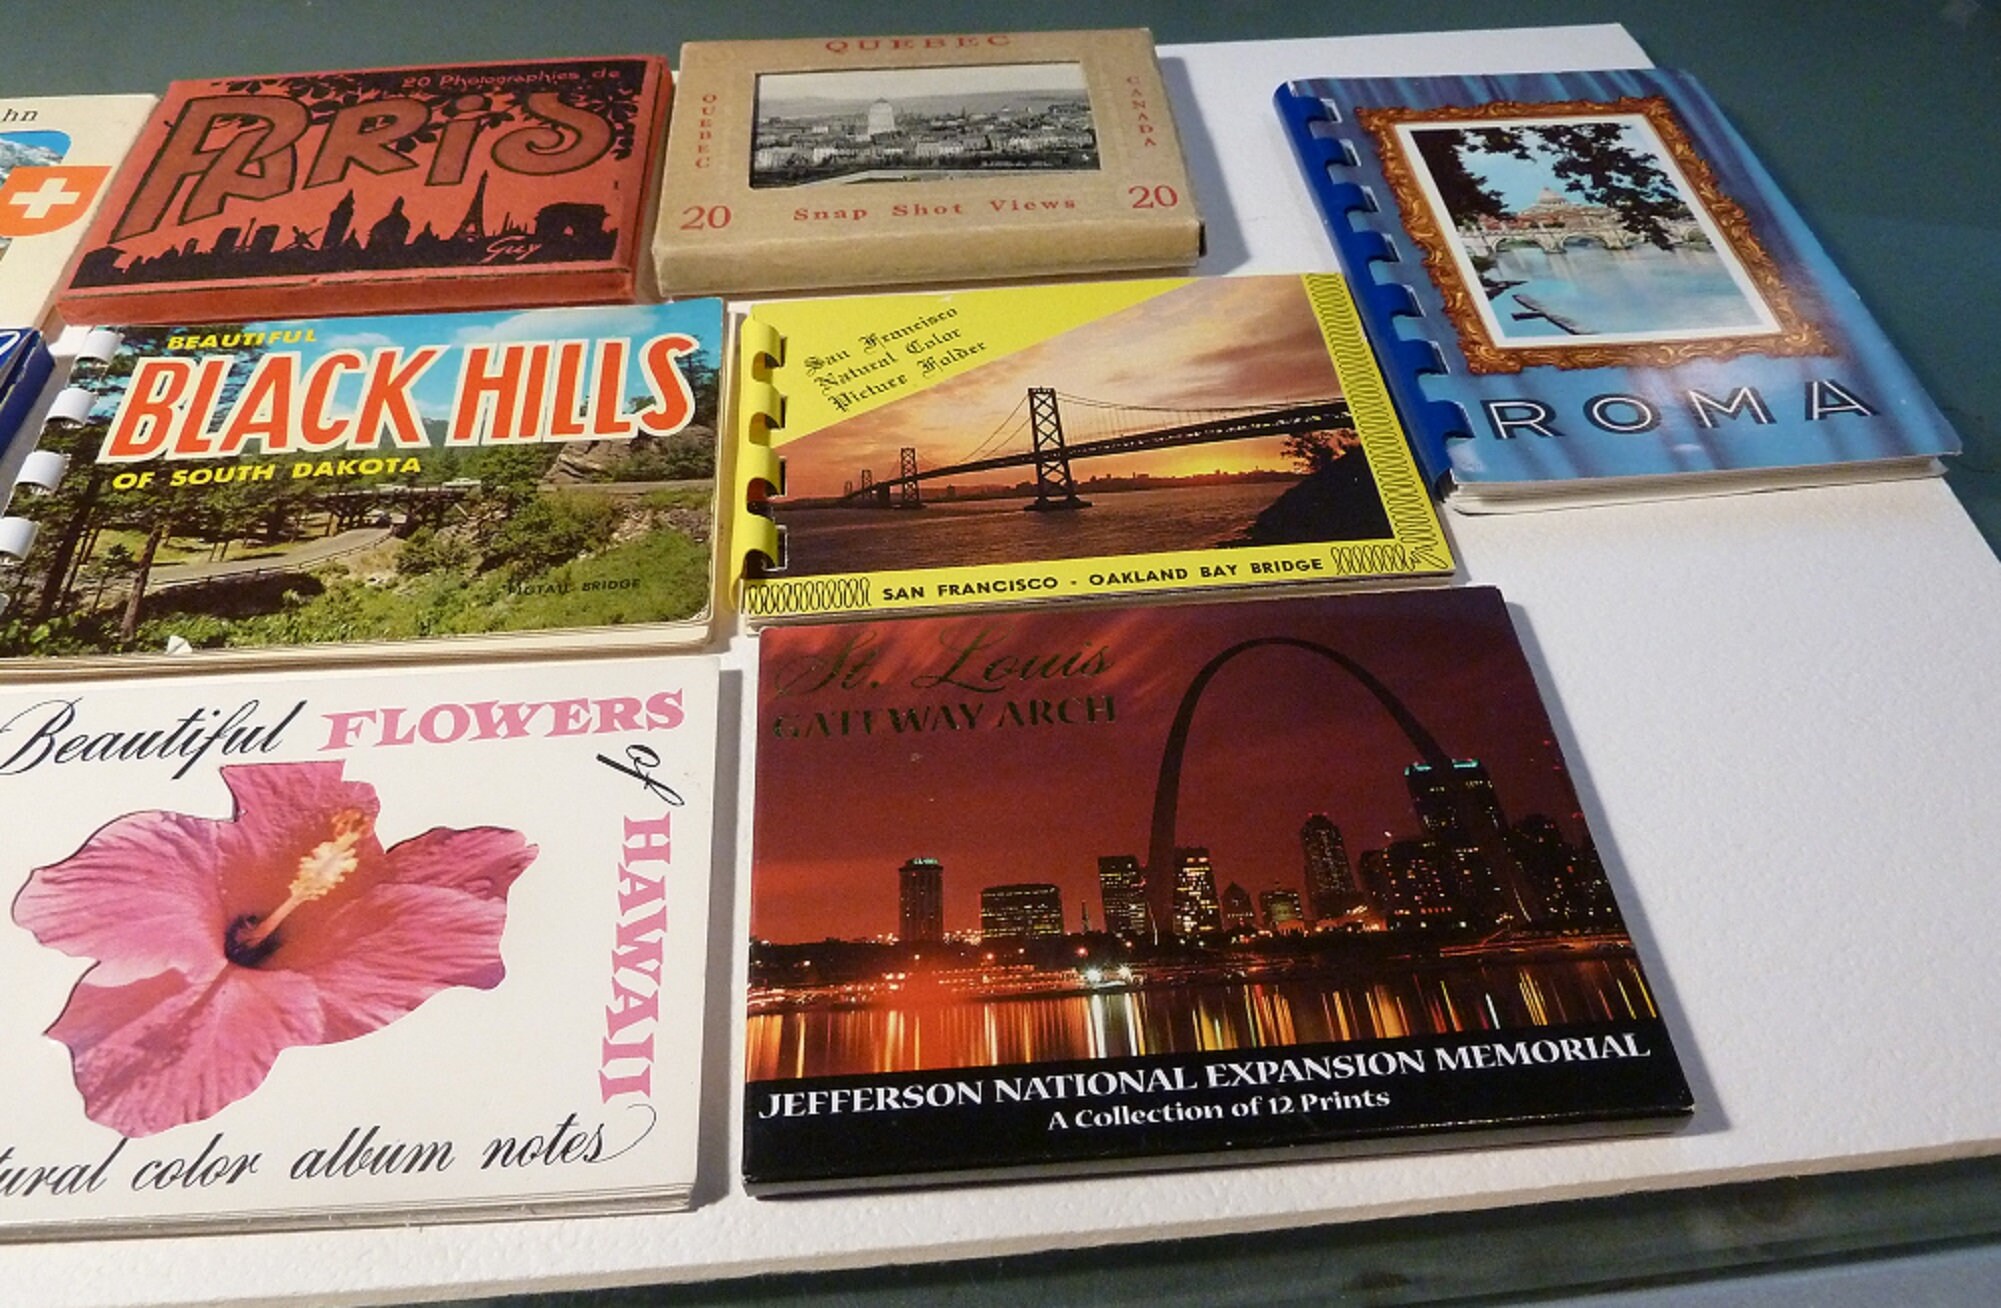 hn
20 Photographies de
PARIS
Guy
QUEBEC
QUEBEC
CANADA
20 Snap Shot Views 20
ROMA
BEAUTIFUL
BLACK HILLS
OF SOUTH DAKOTA
PIGTAIL BRIDGE
San Francisco
Natural Color
Picture Folder
SAN FRANCISCO - OAKLAND BAY BRIDGE
Beautiful FLOWERS
of
HAWAII
tural color album notes
St. Louis
GATEWAY ARCH
JEFFERSON NATIONAL EXPANSION MEMORIAL
A Collection of 12 Prints